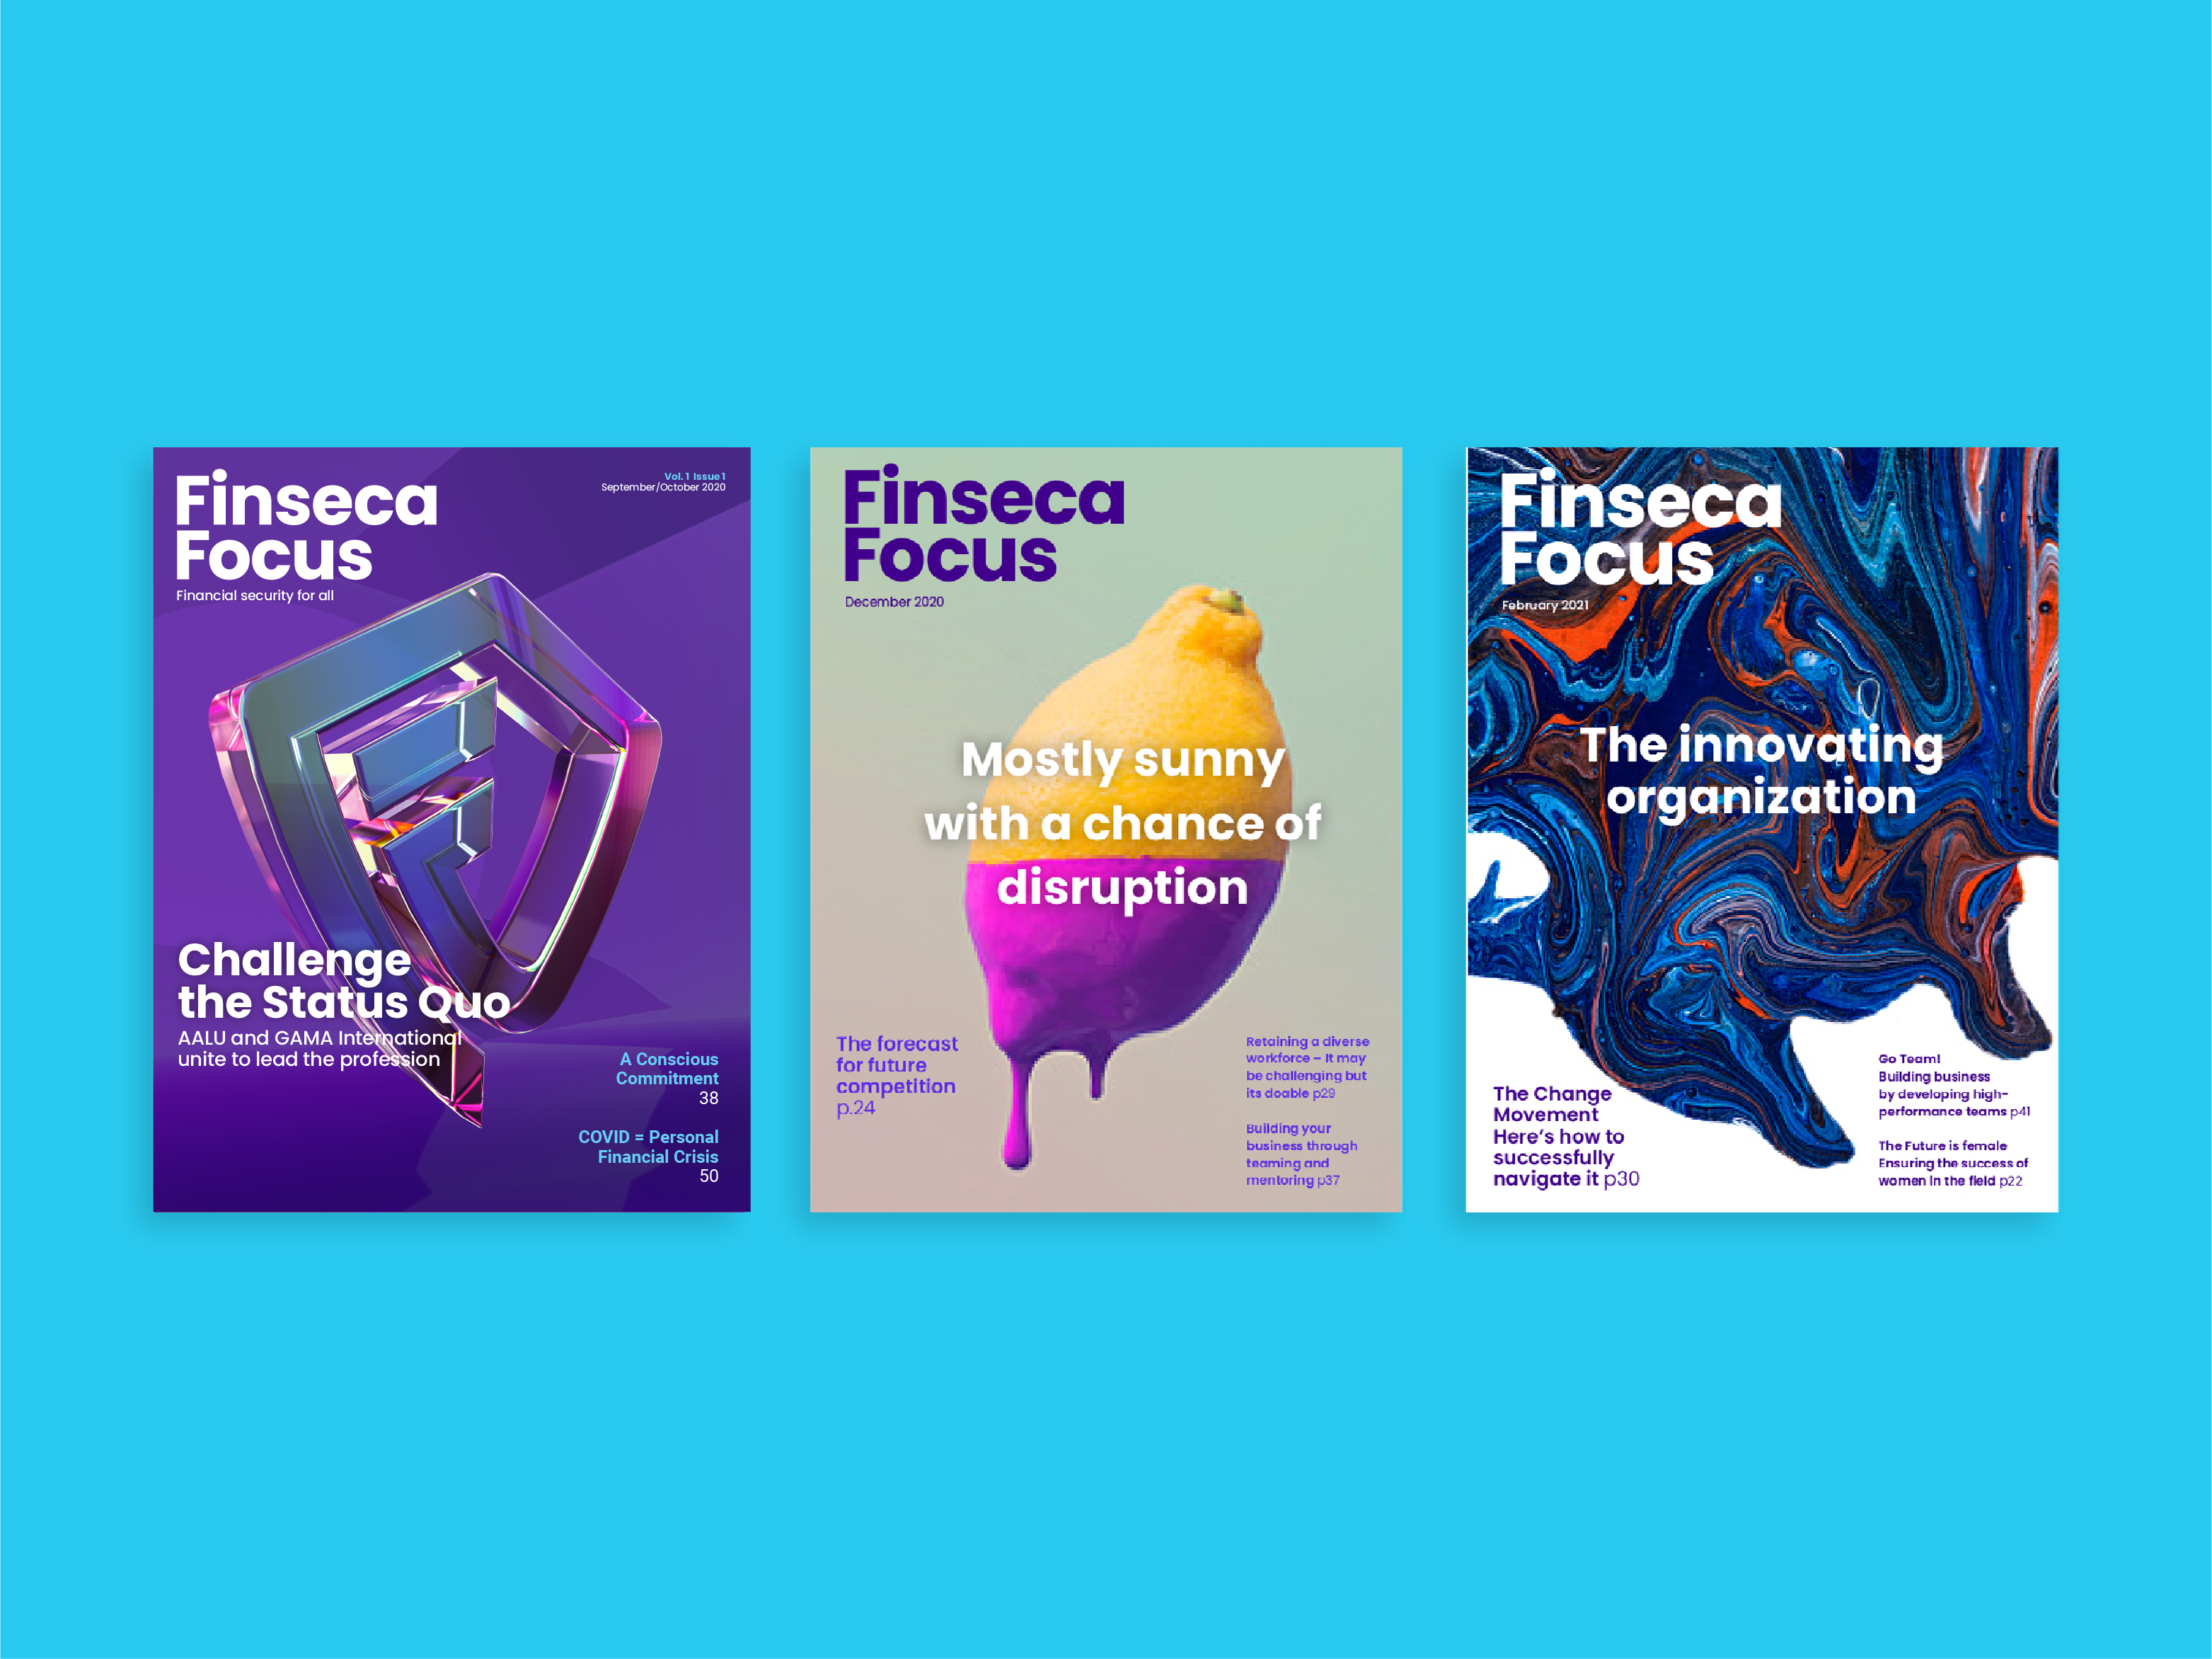 Finseca
Focus
Financial security for all
Vol. 1 Issue 1
September/October 2020
Challenge
the Status Quo
AALU and GAMA International
unite to lead the profession
A Conscious
Commitment
38
COVID = Personal
Financial Crisis
50
Finseca
Focus
December 2020
Mostly sunny
with a chance of
disruption
The forecast
for future
competition
p.24
Retaining a diverse
workforce – It may
be challenging but
its doable p29
Building your
business through
teaming and
mentoring p37
Finseca
Focus
February 2021
The innovating
organization
The Change
Movement
Here's how to
successfully
navigate it p30
Go Team!
Building business
by developing high-
performance teams p41
The Future is female
Ensuring the success of
women in the field p22